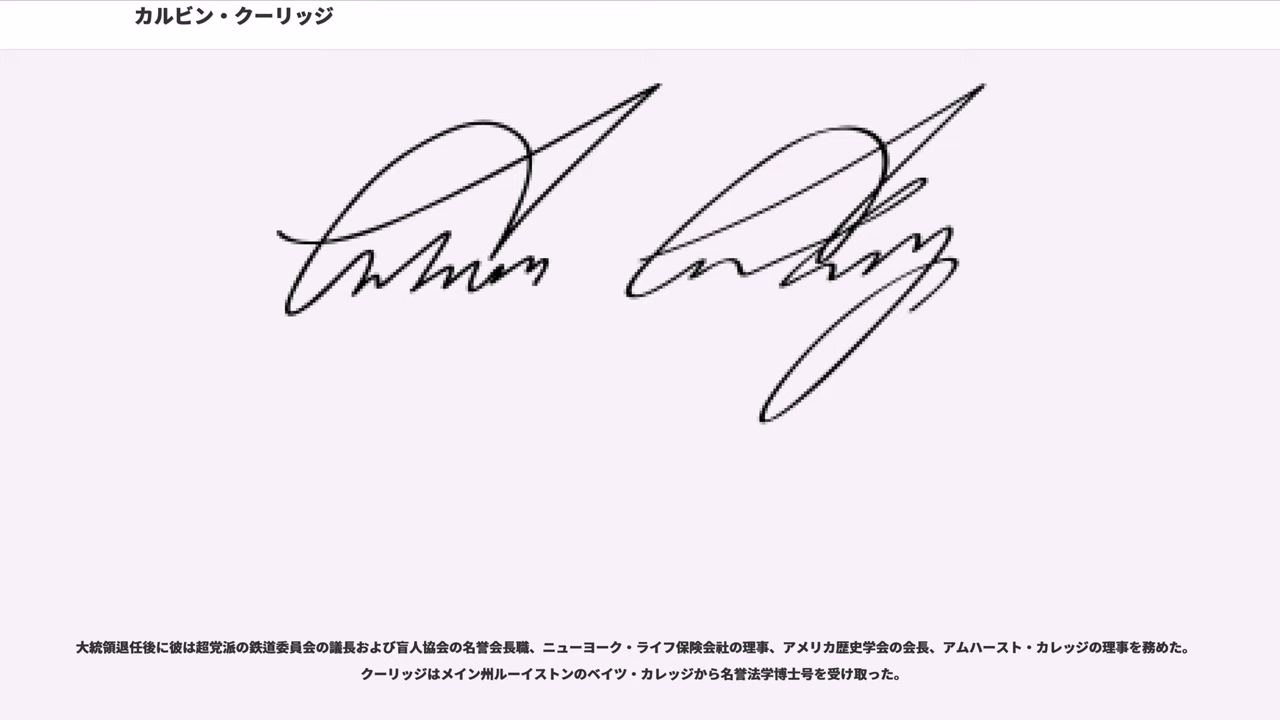 カルビン・クーリッジ
Calvin Coolidge
大統領退任後に彼は超党派の鉄道委員会の議長および盲人協会の名誉会長職、ニューヨーク・ライフ保険会社の理事、アメリカ歴史学会の会長、アムハースト・カレッジの理事を務めた。
クーリッジはメイン州ルーイストンのベイツ・カレッジから名誉法学博士号を受け取った。